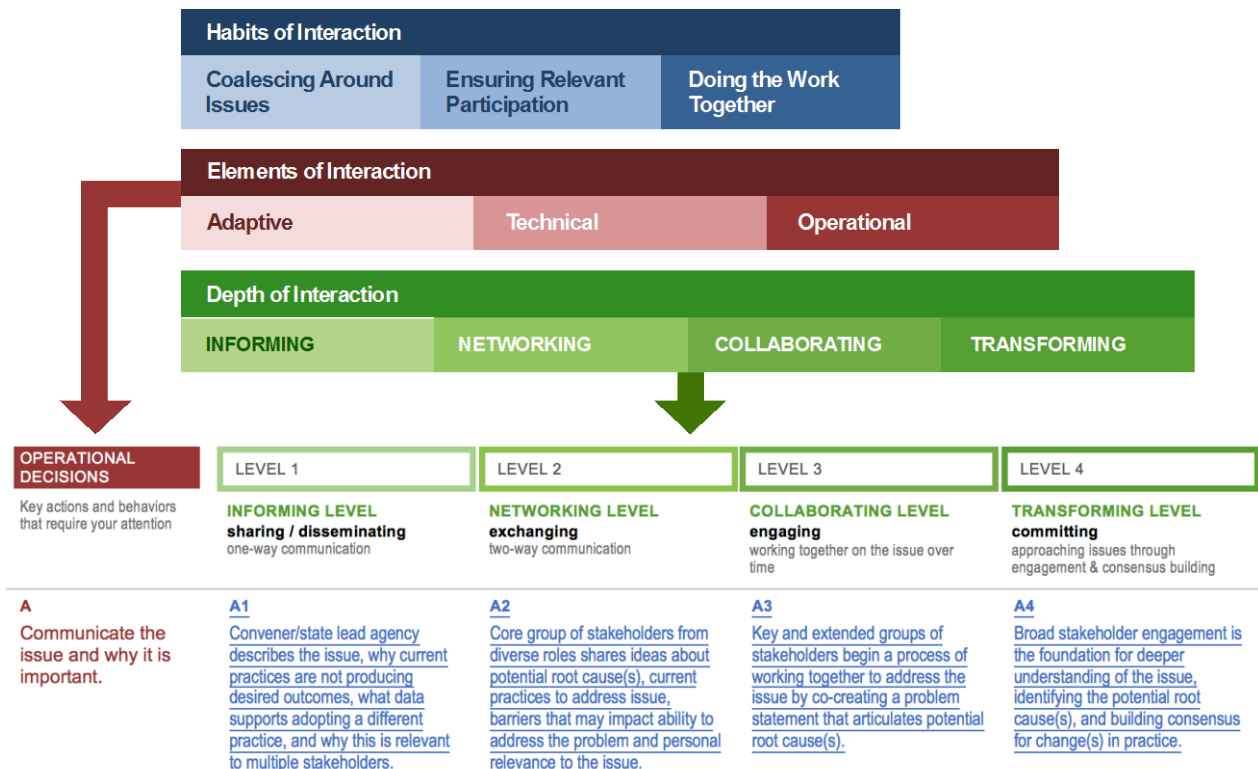 Habits of Interaction
Coalescing Around
Issues
Ensuring Relevant
Participation
Doing the Work
Together
Elements of Interaction
Adaptive
Technical
Operational
Depth of Interaction
INFORMING
NETWORKING
COLLABORATING
TRANSFORMING
OPERATIONAL
DECISIONS
Key actions and behaviors
that require your attention
LEVEL 1
INFORMING LEVEL
sharing / disseminating
one-way communication
LEVEL 2
NETWORKING LEVEL
exchanging
two-way communication
LEVEL 3
COLLABORATING LEVEL
engaging
working together on the issue over
time
LEVEL 4
TRANSFORMING LEVEL
committing
approaching issues through
engagement & consensus building
A
Communicate the
issue and why it is
important.
A1
Convener/state lead agency
describes the issue, why current
practices are not producing
desired outcomes, what data
supports adopting a different
practice, and why this is relevant
to multiple stakeholders.
A2
Core group of stakeholders from
diverse roles shares ideas about
potential root cause(s), current
practices to address issue,
barriers that may impact ability to
address the problem and personal
relevance to the issue.
A3
Key and extended groups of
stakeholders begin a process of
working together to address the
issue by co-creating a problem
statement that articulates potential
root cause(s).
A4
Broad stakeholder engagement is
the foundation for deeper
understanding of the issue,
identifying the potential root
cause(s), and building consensus
for change(s) in practice.